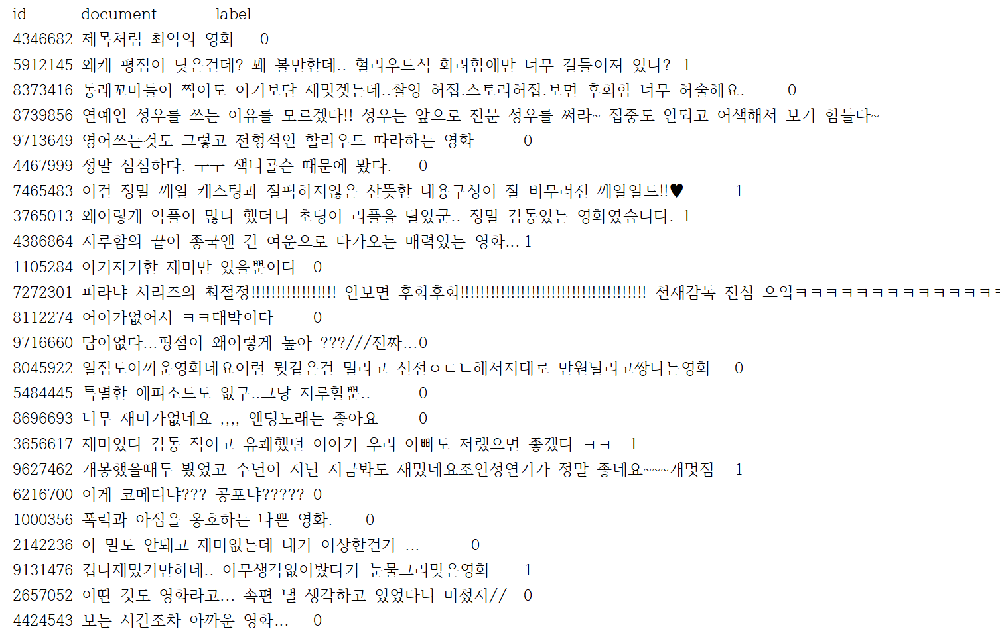 id document label
4346682 제목처럼 최악의 영화 0
5912145 왜케 평점이 낮은건데? 꽤 볼만한데.. 헐리우드식 화려함에만 너무 길들여져 있나? 1
8373416 동래꼬마들이 찍어도 이거보단 재밋겟는데..촬영 허접.스토리허접.보면 후회함 너무 허술해요. 0
8739856 연예인 성우를 쓰는 이유를 모르겠다!! 성우는 앞으로 전문 성우를 써라~ 집중도 안되고 어색해서 보기 힘들다~
9713649 영어쓰는것도 그렇고 전형적인 할리우드 따라하는 영화 0
4467999 정말 심심하다. ㅜㅜ 잭니콜슨 때문에 봤다. 0
7465483 이건 정말 깨알 캐스팅과 질퍽하지않은 산뜻한 내용구성이 잘 버무러진 깨알일드!!♥ 1
3765013 왜이렇게 악플이 많나 했더니 초딩이 리플을 달았군.. 정말 감동있는 영화였습니다. 1
4386864 지루함의 끝이 종국엔 긴 여운으로 다가오는 매력있는 영화... 1
1105284 아기자기한 재미만 있을뿐이다 0
7272301 피라냐 시리즈의 최절정!!!!!!!!!!!!!!!!! 안보면 후회후회!!!!!!!!!!!!!!!!!!!!!!!!!!!!!!!!!!!!! 천재감독 진심 으익ㅋㅋㅋㅋㅋㅋㅋㅋㅋㅋㅋㅋㅋㅋ
8112274 어이가없어서 ㅋㅋ대박이다 0
9716660 답이없다...평점이 왜이렇게 높아 ???///진짜... 0
8045922 일점도아까운영화네요이런 뭣같은건 멀라고 선전ㅇㄷㄴ해서지대로 만원날리고짱나는영화 0
5484445 특별한 에피소드도 없구..그냥 지루할뿐.. 0
8696693 너무 재미가없네요 ,,,, 엔딩노래는 좋아요 0
3656617 재미있다 감동 적이고 유쾌했던 이야기 우리 아빠도 저랬으면 좋겠다 ㅋㅋ 1
9627462 개봉했을때두 봤었고 수년이 지난 지금봐도 재밌네요조인성연기가 정말 좋네요~~~개멋짐 1
6216700 이게 코메디냐??? 공포냐????? 0
1000356 폭력과 아집을 옹호하는 나쁜 영화. 0
2142236 아 말도 안돼고 재미없는데 내가 이상한건가 ... 0
9131476 겁나재밌기만하네.. 아무생각없이봤다가 눈물크리맞은영화 1
2657052 이딴 것도 영화라고... 속편 낼 생각하고 있었다니 미쳤지// 0
4424543 보는 시간조차 아까운 영화... 0